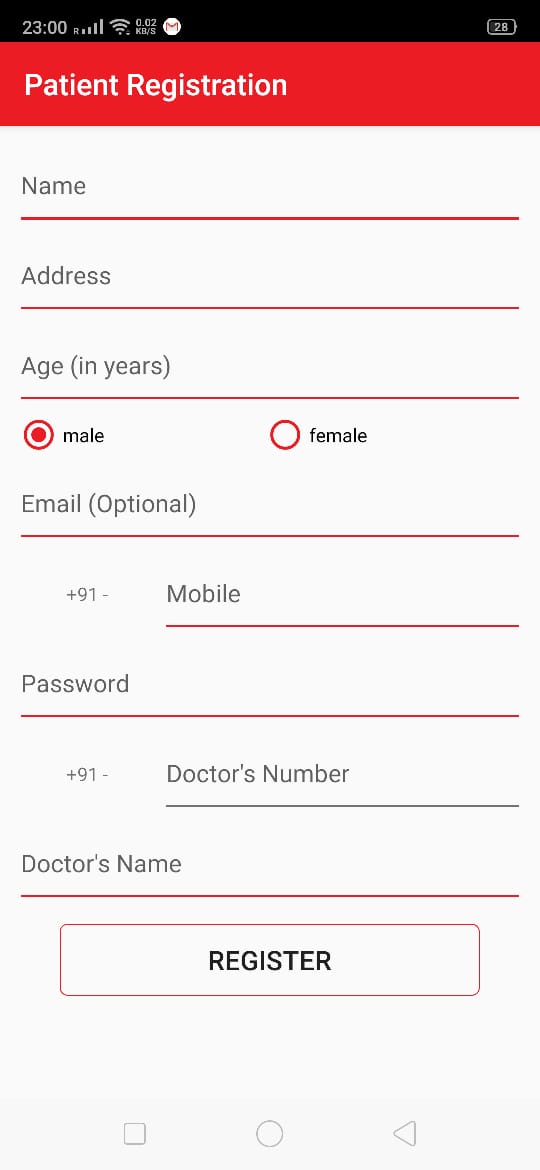 23:00 R 0.02 KB/S 28
Patient Registration
Name
Address
Age (in years)
male female
Email (Optional)
+91 - Mobile
Password
+91 - Doctor's Number
Doctor's Name
REGISTER